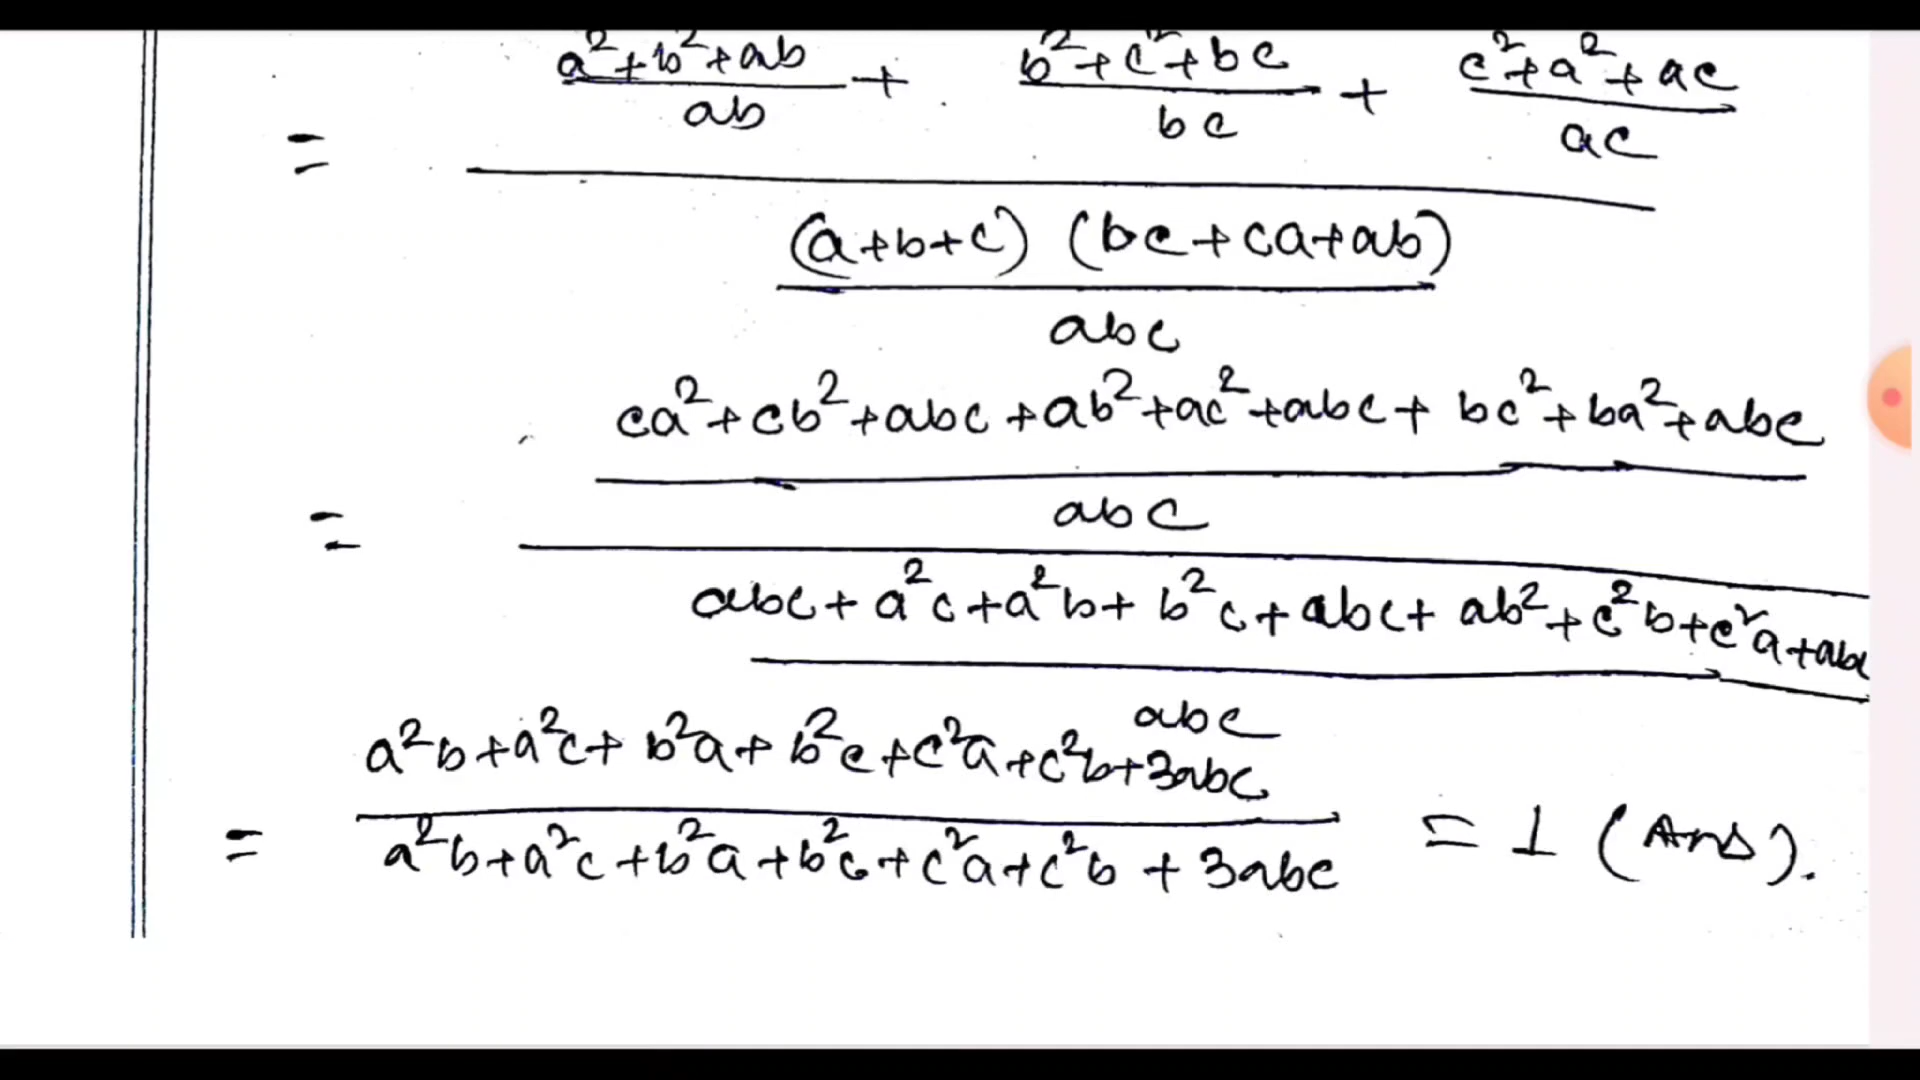 a²+b²+ab + b²+c²+bc + c²+a²+ac
ab bc ac
=
(a+b+c) (bc+ca+ab)
abc
ca²+cb²+abc+ab²+ac²+abc+bc²+ba²+abc
abc
=
abc+a²c+a²b+b²c+abc+ab²+c²b+c²a+abc
abc
a²b+a²c+b²a+b²c+c²a+c²b+3abc
= = 1 (Ans).
a²b+a²c+b²a+b²c+c²a+c²b+3abc